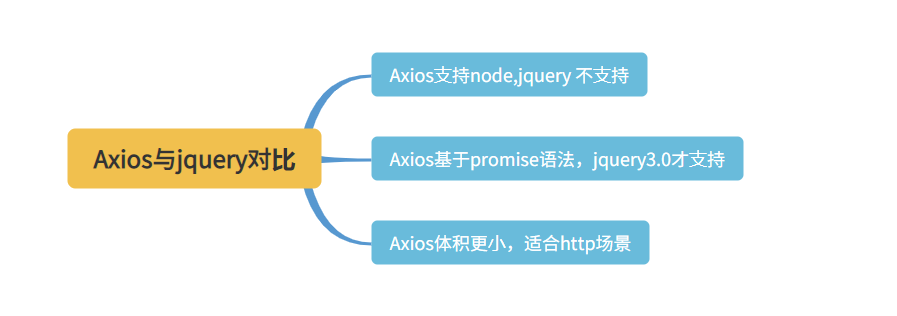 Axios支持node,jquery 不支持
Axios与jquery对比
Axios基于promise语法，jquery3.0才支持
Axios体积更小，适合http场景